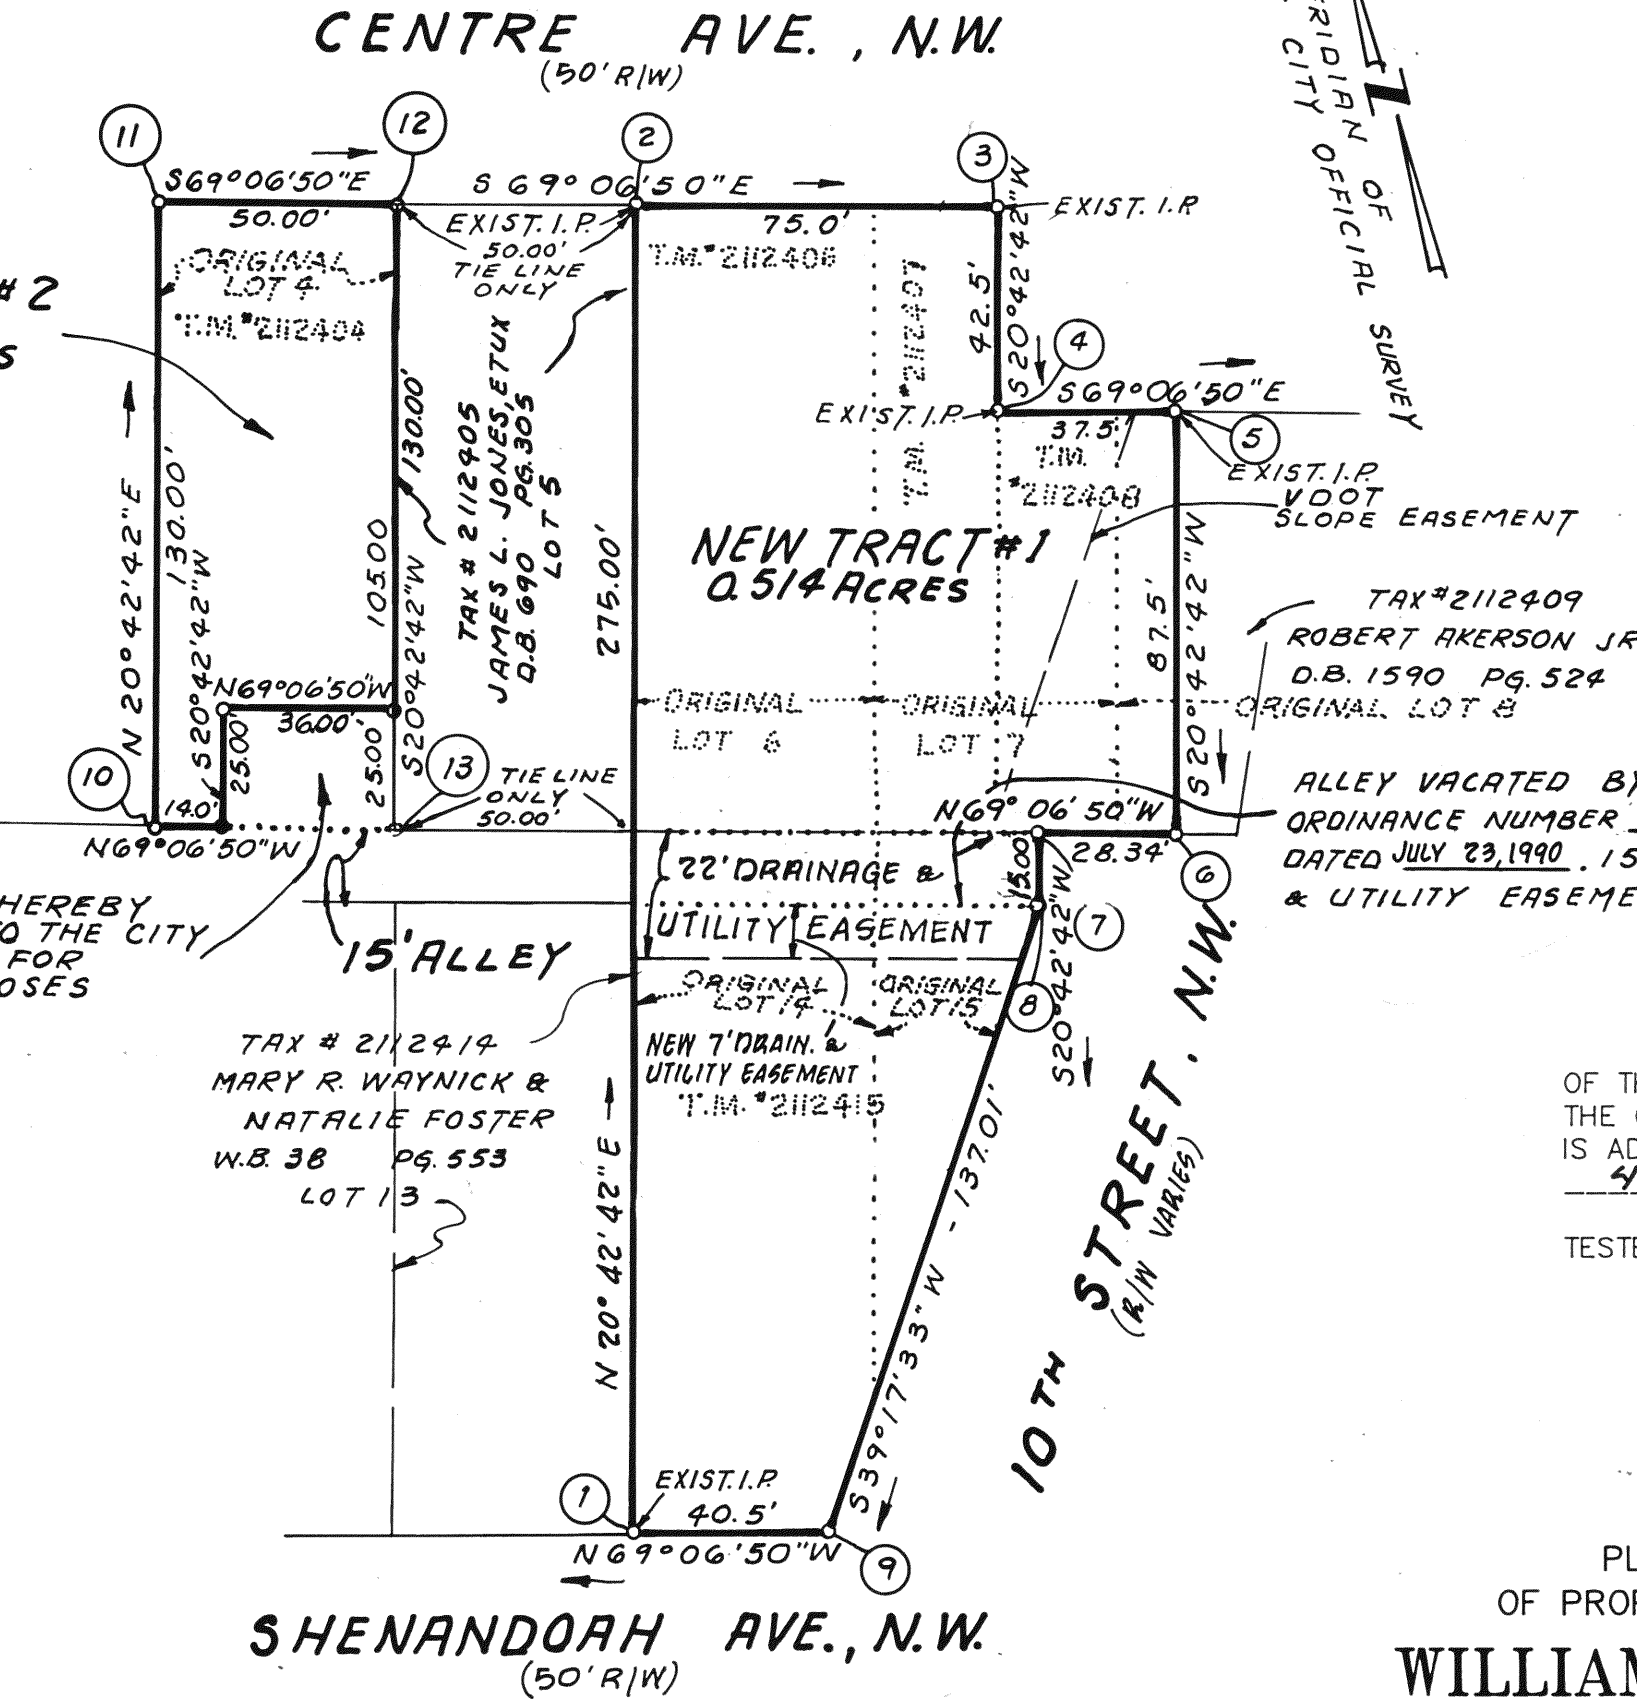 CENTRE AVE., N.W.
(50' R/W)
RIDIAN OF
CITY OFFICIAL SURVEY
11
12
2
3
S69°06'50"E
50.00'
S 69° 06'50"E
EXIST. I.P.
50.00'
TIE LINE
ONLY
75.0'
EXIST. I.P.
S20°42'42"W
42.5'
ORIGINAL
LOT 4
T.M.#2112404
T.M.#2112406
T.M. #2112407
#2
S
4
S69°06'50"E
EXIST. I.P.
37.5'
5
EXIST. I.P.
T.M.
#2112408
VDOT
SLOPE EASEMENT
N 20°42'42"E
130.00'
S20°42'42"W
130.00'
105.00
S20°42'42"W
TAX # 2112405
JAMES L. JONES, ETUX
D.B. 690 PG. 305
LOT 5
275.00'
NEW TRACT #1
0.514 ACRES
87.5'
S20°42'42"W
TAX #2112409
ROBERT AKERSON JR
D.B. 1590 PG. 524
ORIGINAL LOT 8
N69°06'50"W
36.00'
25.00'
25.00
ORIGINAL
LOT 6
ORIGINAL
LOT 7
10
13
14.0'
TIE LINE
ONLY
50.00'
N69°06'50"W
N69° 06' 50"W
28.34'
6
ALLEY VACATED BY
ORDINANCE NUMBER
DATED JULY 23, 1990 . 15
& UTILITY EASEME
HEREBY
O THE CITY
FOR
OSES
15' ALLEY
22' DRAINAGE &
UTILITY EASEMENT
15.00'
7
8
S20°42'42"W
ORIGINAL
LOT 14
ORIGINAL
LOT 15
NEW 7' DRAIN. &
UTILITY EASEMENT
T.M. #2112415
TAX # 2112414
MARY R. WAYNICK &
NATALIE FOSTER
W.B. 38 PG. 553
LOT 13
N 20° 42' 42" E
S39°17'33"W - 137.01'
10TH STREET, N.W.
(R/W VARIES)
OF TH
THE
IS AD
TESTE
1
EXIST. I.P.
40.5'
N69°06'50"W
9
SHENANDOAH AVE., N.W.
(50' R/W)
PL
OF PROP
WILLIAM